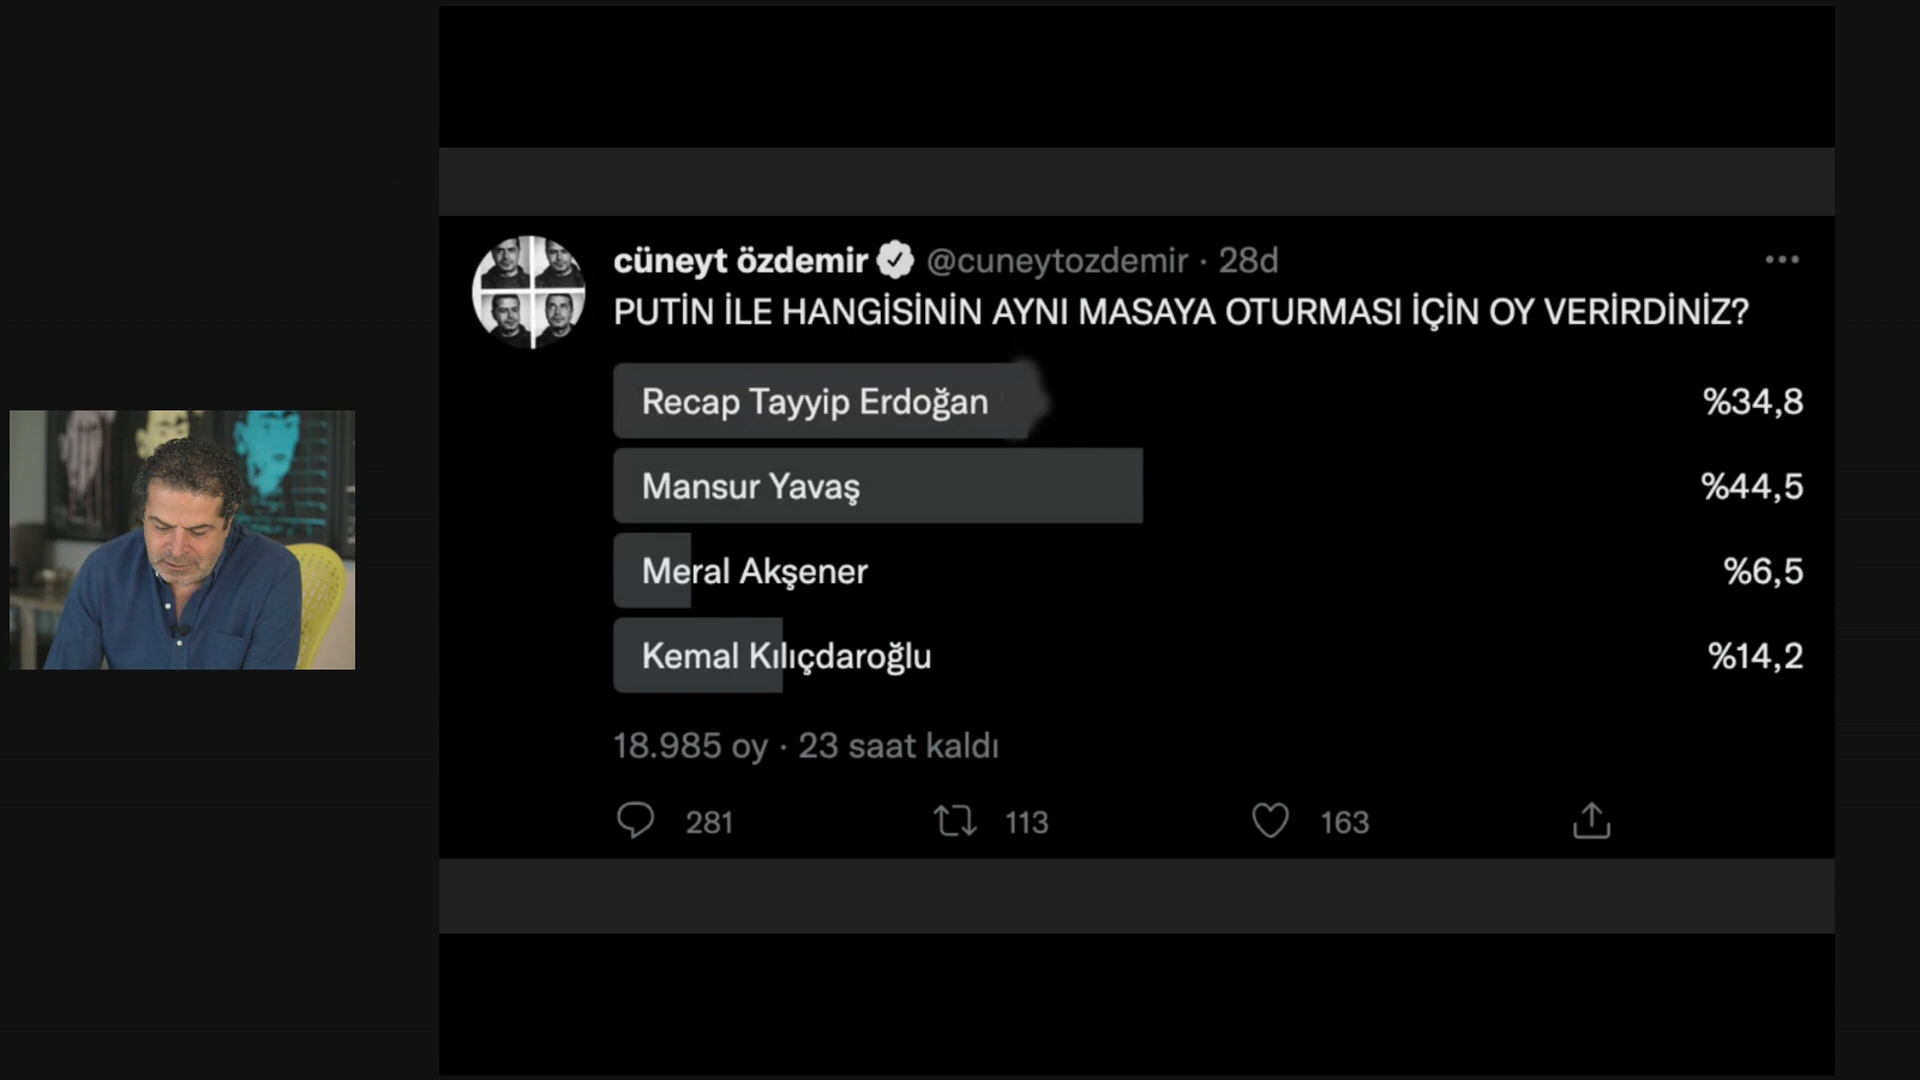 cüneyt özdemir @cuneytozdemir · 28d
PUTİN İLE HANGİSİNİN AYNI MASAYA OTURMASI İÇİN OY VERİRDİNİZ?
Recap Tayyip Erdoğan %34,8
Mansur Yavaş %44,5
Meral Akşener %6,5
Kemal Kılıçdaroğlu %14,2
18.985 oy · 23 saat kaldı
281 113 163